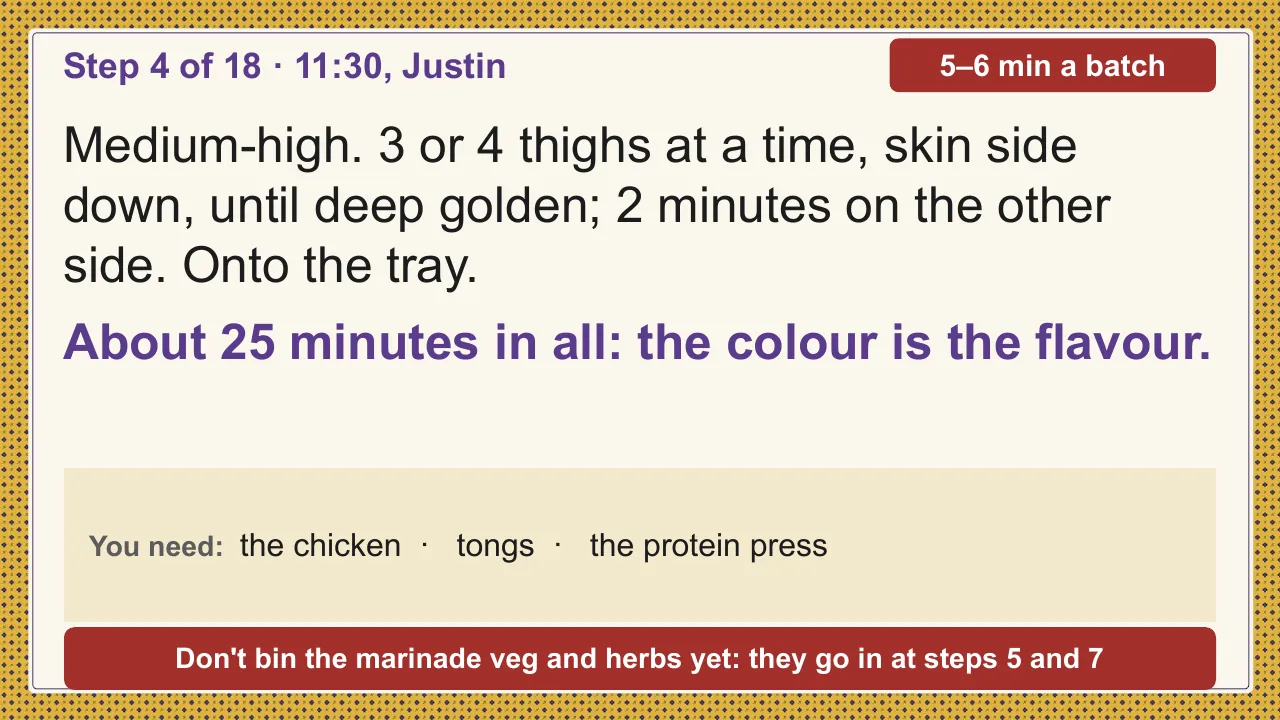 Step 4 of 18 · 11:30, Justin
5–6 min a batch
Medium-high. 3 or 4 thighs at a time, skin side
down, until deep golden; 2 minutes on the other
side. Onto the tray.
About 25 minutes in all: the colour is the flavour.
You need: the chicken · tongs · the protein press
Don't bin the marinade veg and herbs yet: they go in at steps 5 and 7